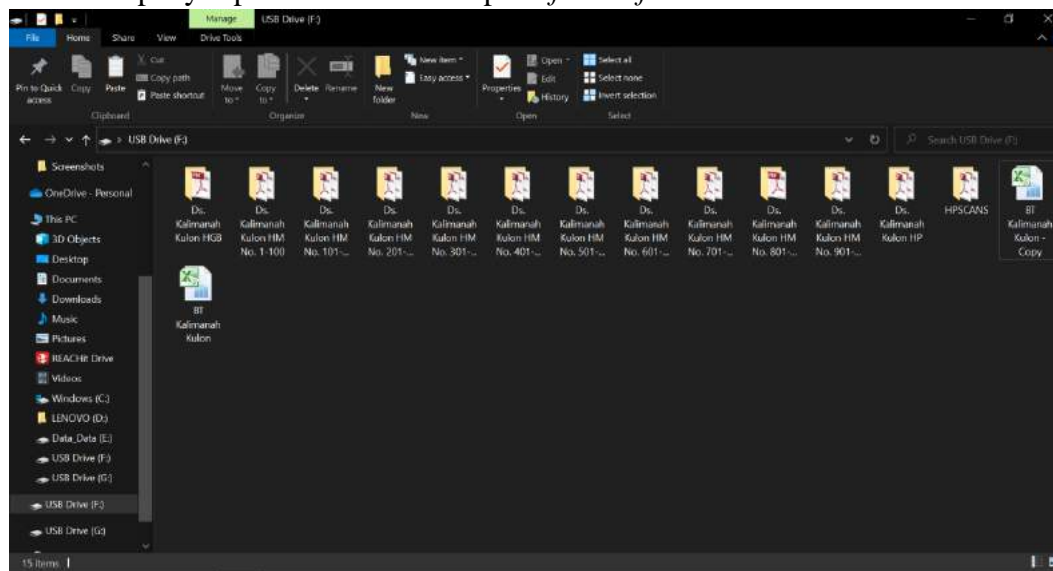 Manage USB Drive (F:)
File Home Share View Drive Tools
Pin to Quick access
Copy
Paste
Cut
Copy path
Paste shortcut
Clipboard
Move to
Copy to
Delete
Rename
Organize
New folder
New item
Easy access
New
Properties
Open
Edit
History
Open
Select all
Select none
Invert selection
Select
USB Drive (F:)
Search USB Drive (F:)
Screenshots
OneDrive - Personal
This PC
3D Objects
Desktop
Documents
Downloads
Music
Pictures
REACHit Drive
Videos
Windows (C:)
LENOVO (D:)
Data_Data (E:)
USB Drive (F:)
USB Drive (G:)
USB Drive (F:)
USB Drive (G:)
Ds.
Kalimanah
Kulon HGB
Ds.
Kalimanah
Kulon HM
No. 1-100
Ds.
Kalimanah
Kulon HM
No. 101-...
Ds.
Kalimanah
Kulon HM
No. 201-...
Ds.
Kalimanah
Kulon HM
No. 301-...
Ds.
Kalimanah
Kulon HM
No. 401-...
Ds.
Kalimanah
Kulon HM
No. 501-...
Ds.
Kalimanah
Kulon HM
No. 601-...
Ds.
Kalimanah
Kulon HM
No. 701-...
Ds.
Kalimanah
Kulon HM
No. 801-...
Ds.
Kalimanah
Kulon HM
No. 901-...
Ds.
Kalimanah
Kulon HP
HPSCANS
BT
Kalimanah
Kulon -
Copy
BT
Kalimanah
Kulon
15 items